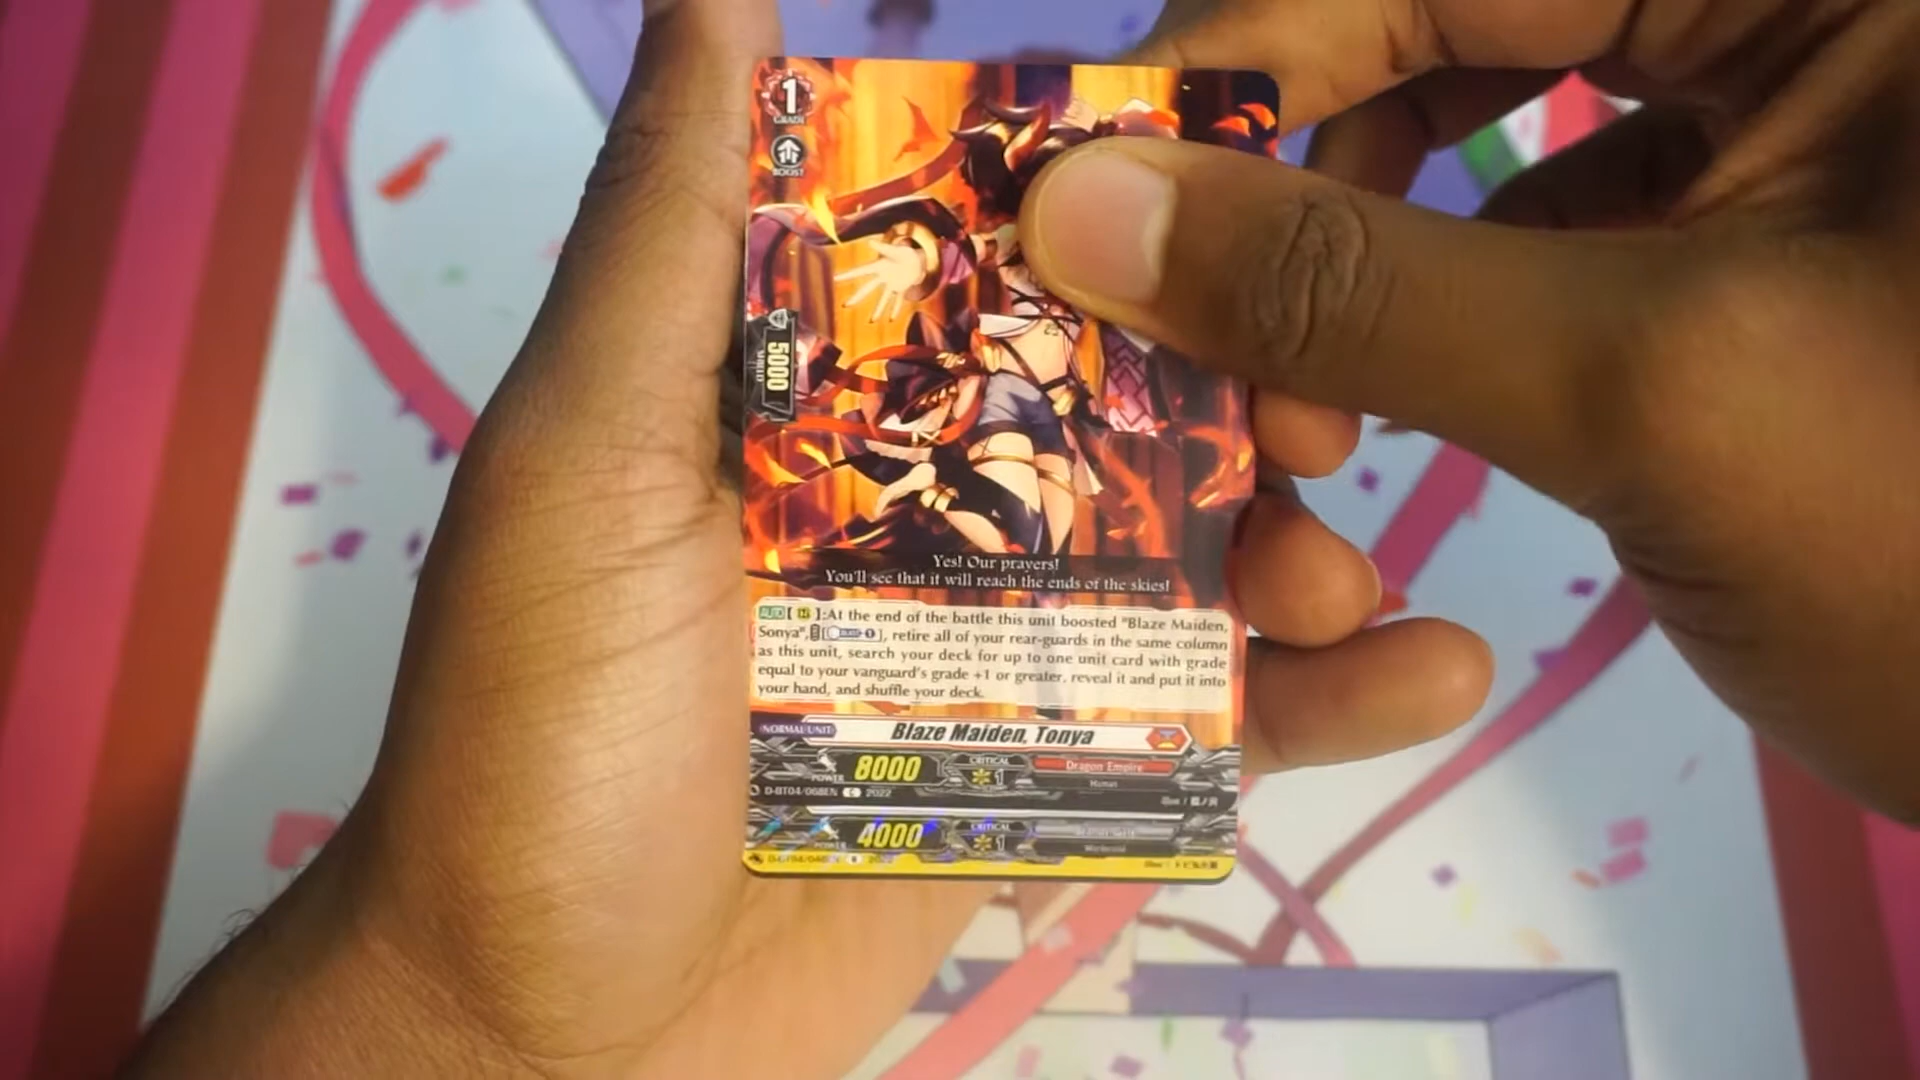 1
GRADE
BOOST
5000
SHIELD
Yes! Our prayers!
You'll see that it will reach the ends of the skies!
AUTO[ ]:At the end of the battle this unit boosted "Blaze Maiden,
Sonya", [ 1 ], retire all of your rear-guards in the same column
as this unit, search your deck for up to one unit card with grade
equal to your vanguard's grade +1 or greater, reveal it and put it into
your hand, and shuffle your deck.
NORMAL UNIT
Blaze Maiden, Tonya
POWER 8000 CRITICAL 1 Dragon Empire
Human
D-BT04/068EN C 2022
POWER 4000 CRITICAL 1